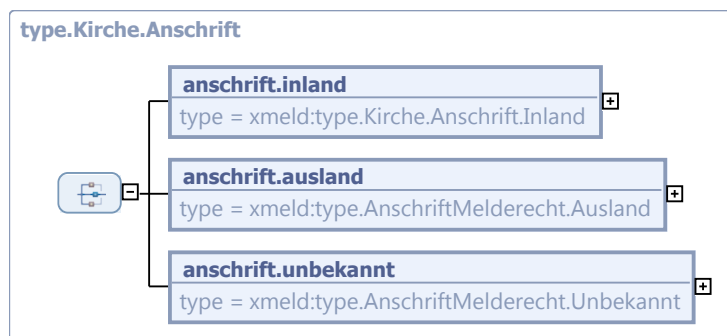 type.Kirche.Anschrift
anschrift.inland
type = xmeld:type.Kirche.Anschrift.Inland
anschrift.ausland
type = xmeld:type.AnschriftMelderecht.Ausland
anschrift.unbekannt
type = xmeld:type.AnschriftMelderecht.Unbekannt